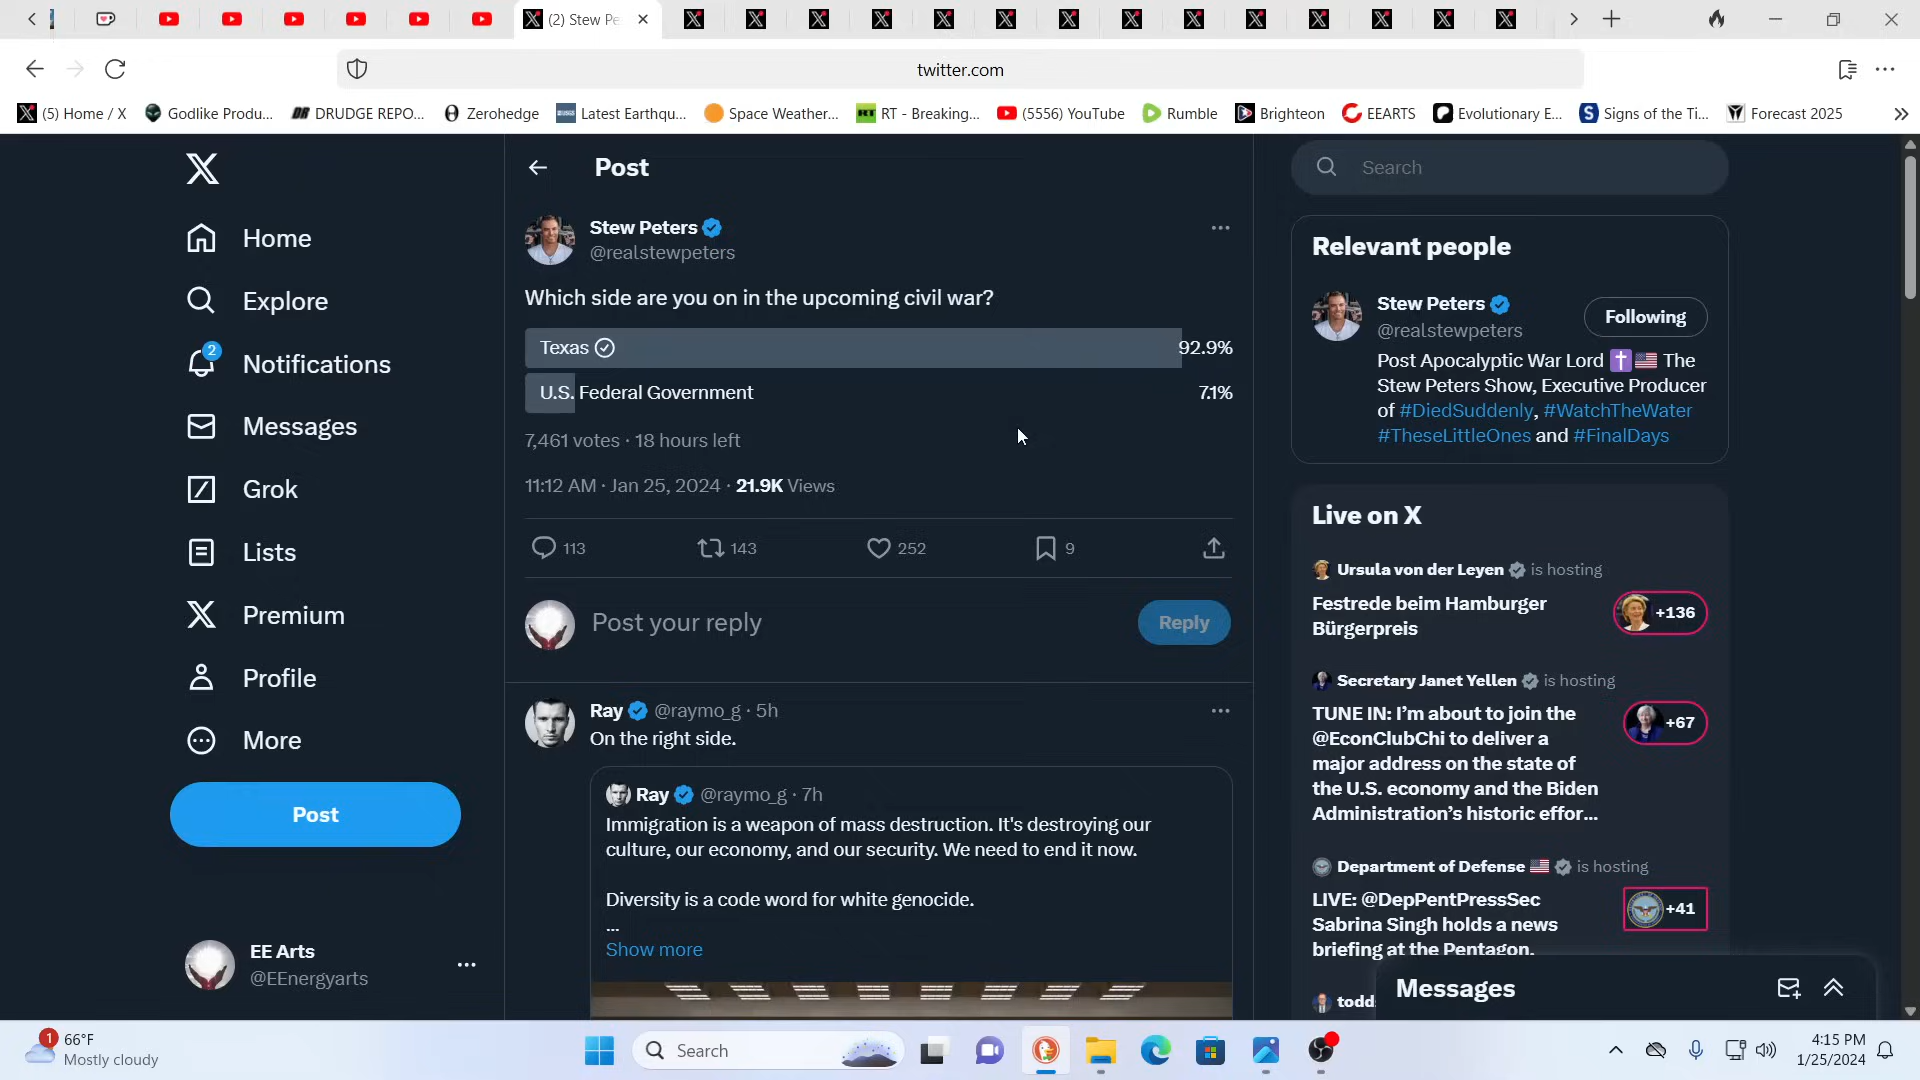 (2) Stew Pe
twitter.com
(5) Home / X
Godlike Produ...
DRUDGE REPO...
Zerohedge
Latest Earthqu...
Space Weather...
RT - Breaking...
(5556) YouTube
Rumble
Brighteon
EEARTS
Evolutionary E...
Signs of the Ti...
Forecast 2025
Home
Explore
2
Notifications
Messages
Grok
Lists
Premium
Profile
More
Post
EE Arts
@EEnergyarts
Post
Stew Peters
@realstewpeters
Which side are you on in the upcoming civil war?
Texas 92.9%
U.S. Federal Government 7.1%
7,461 votes · 18 hours left
11:12 AM · Jan 25, 2024 · 21.9K Views
113 143 252 9
Post your reply
Reply
Ray @raymo_g · 5h
On the right side.
Ray @raymo_g · 7h
Immigration is a weapon of mass destruction. It's destroying our
culture, our economy, and our security. We need to end it now.
Diversity is a code word for white genocide.
...
Show more
Search
Relevant people
Stew Peters
@realstewpeters
Following
Post Apocalyptic War Lord ✝️🇺🇸 The
Stew Peters Show, Executive Producer
of #DiedSuddenly, #WatchTheWater
#TheseLittleOnes and #FinalDays
Live on X
Ursula von der Leyen is hosting
Festrede beim Hamburger
Bürgerpreis
+136
Secretary Janet Yellen is hosting
TUNE IN: I'm about to join the
@EconClubChi to deliver a
major address on the state of
the U.S. economy and the Biden
Administration's historic effor...
+67
Department of Defense 🇺🇸 is hosting
LIVE: @DepPentPressSec
Sabrina Singh holds a news
briefing at the Pentagon.
+41
todd
Messages
1
66°F
Mostly cloudy
Search
4:15 PM
1/25/2024